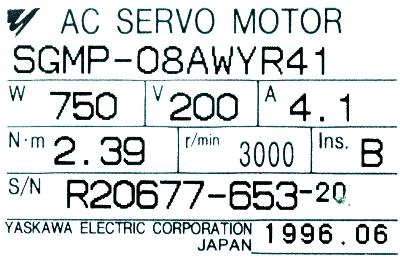 AC SERVO MOTOR
SGMP-08AWYR41
W 750 V 200 A 4.1
N·m 2.39 r/min 3000 Ins. B
S/N R20677-653-20
YASKAWA ELECTRIC CORPORATION
JAPAN 1996.06